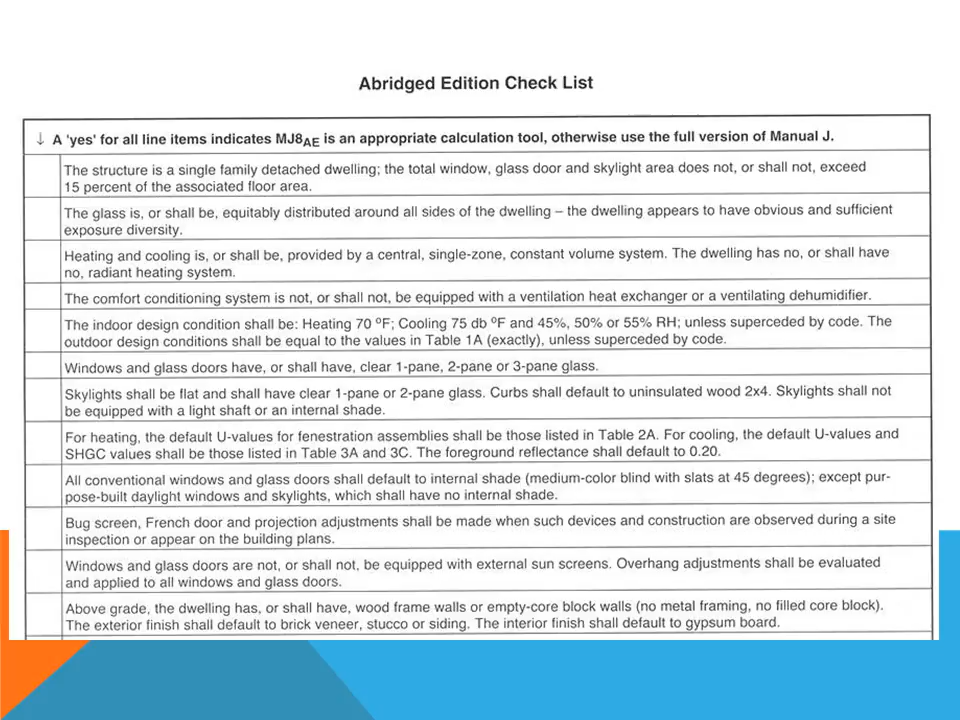 Abridged Edition Check List
↓ A 'yes' for all line items indicates MJ8AE is an appropriate calculation tool, otherwise use the full version of Manual J.
The structure is a single family detached dwelling; the total window, glass door and skylight area does not, or shall not, exceed
15 percent of the associated floor area.
The glass is, or shall be, equitably distributed around all sides of the dwelling – the dwelling appears to have obvious and sufficient
exposure diversity.
Heating and cooling is, or shall be, provided by a central, single-zone, constant volume system. The dwelling has no, or shall have
no, radiant heating system.
The comfort conditioning system is not, or shall not, be equipped with a ventilation heat exchanger or a ventilating dehumidifier.
The indoor design condition shall be: Heating 70 ºF; Cooling 75 db ºF and 45%, 50% or 55% RH; unless superceded by code. The
outdoor design conditions shall be equal to the values in Table 1A (exactly), unless superceded by code.
Windows and glass doors have, or shall have, clear 1-pane, 2-pane or 3-pane glass.
Skylights shall be flat and shall have clear 1-pane or 2-pane glass. Curbs shall default to uninsulated wood 2x4. Skylights shall not
be equipped with a light shaft or an internal shade.
For heating, the default U-values for fenestration assemblies shall be those listed in Table 2A. For cooling, the default U-values and
SHGC values shall be those listed in Table 3A and 3C. The foreground reflectance shall default to 0.20.
All conventional windows and glass doors shall default to internal shade (medium-color blind with slats at 45 degrees); except pur-
pose-built daylight windows and skylights, which shall have no internal shade.
Bug screen, French door and projection adjustments shall be made when such devices and construction are observed during a site
inspection or appear on the building plans.
Windows and glass doors are not, or shall not, be equipped with external sun screens. Overhang adjustments shall be evaluated
and applied to all windows and glass doors.
Above grade, the dwelling has, or shall have, wood frame walls or empty-core block walls (no metal framing, no filled core block).
The exterior finish shall default to brick veneer, stucco or siding. The interior finish shall default to gypsum board.